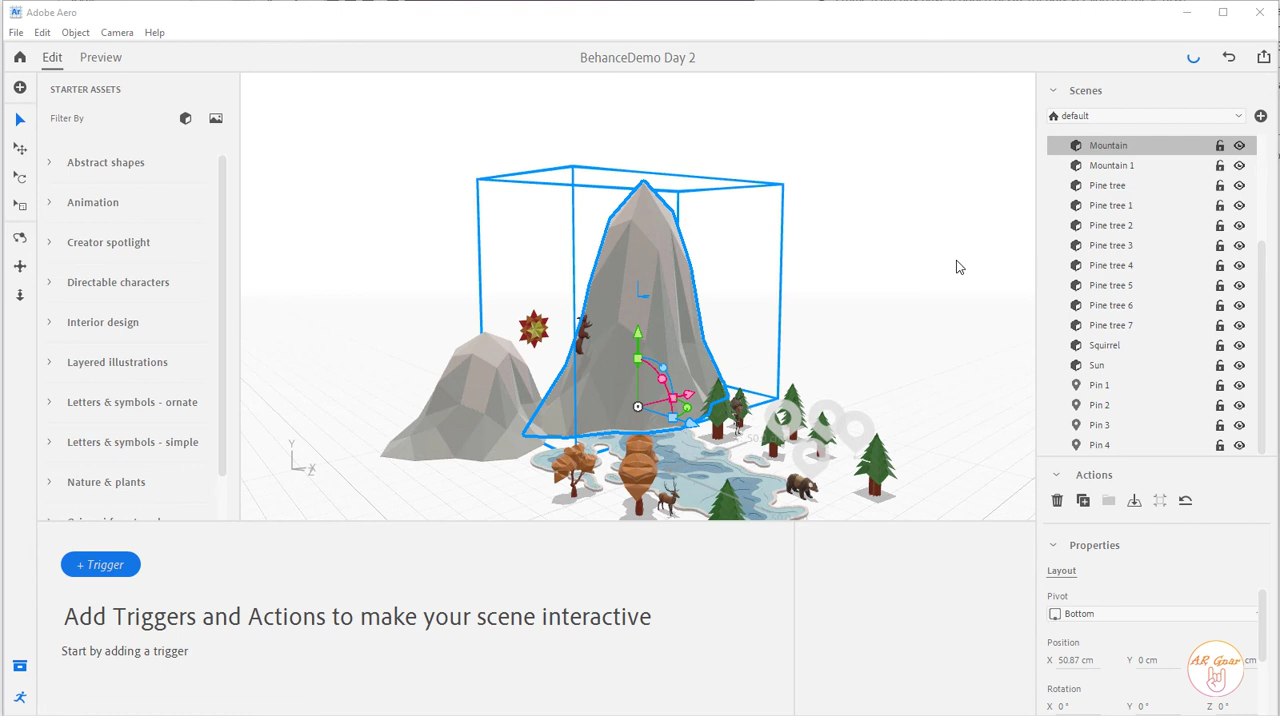 Ar Adobe Aero
File Edit Object Camera Help
Edit Preview BehanceDemo Day 2
STARTER ASSETS
Filter By
Abstract shapes
Animation
Creator spotlight
Directable characters
Interior design
Layered illustrations
Letters & symbols - ornate
Letters & symbols - simple
Nature & plants
Y
X
Z
Scenes
default
Mountain
Mountain 1
Pine tree
Pine tree 1
Pine tree 2
Pine tree 3
Pine tree 4
Pine tree 5
Pine tree 6
Pine tree 7
Squirrel
Sun
Pin 1
Pin 2
Pin 3
Pin 4
Actions
Properties
Layout
Pivot
Bottom
Position
X 50.87 cm Y 0 cm cm
Rotation
X 0° Y 0° Z 0°
AR Gnar
+ Trigger
Add Triggers and Actions to make your scene interactive
Start by adding a trigger